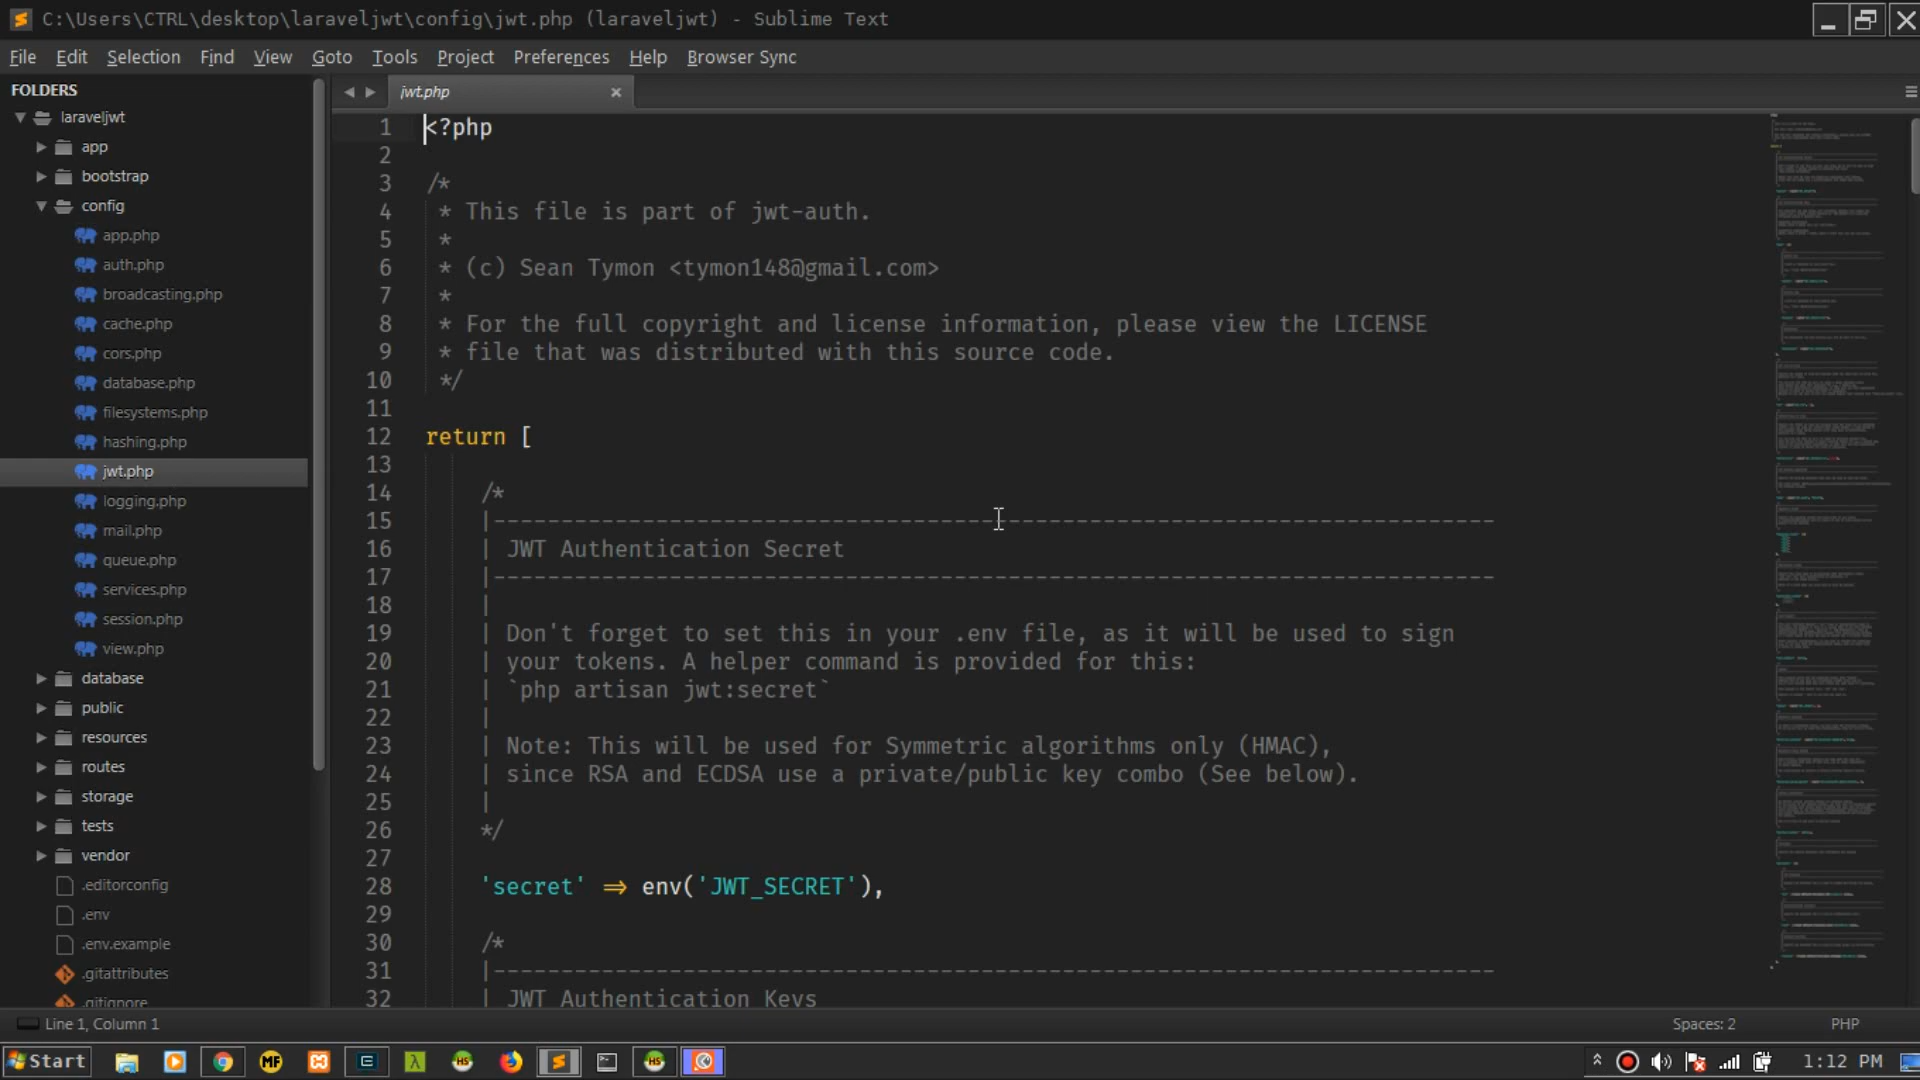 C:\Users\CTRL\desktop\laraveljwt\config\jwt.php (laraveljwt) - Sublime Text
File Edit Selection Find View Goto Tools Project Preferences Help Browser Sync
FOLDERS
laraveljwt
app
bootstrap
config
app.php
auth.php
broadcasting.php
cache.php
cors.php
database.php
filesystems.php
hashing.php
jwt.php
logging.php
mail.php
queue.php
services.php
session.php
view.php
database
public
resources
routes
storage
tests
vendor
.editorconfig
.env
.env.example
.gitattributes
.gitignore
jwt.php
1 <?php
2
3 /*
4 * This file is part of jwt-auth.
5 *
6 * (c) Sean Tymon <tymon148@gmail.com>
7 *
8 * For the full copyright and license information, please view the LICENSE
9 * file that was distributed with this source code.
10 */
11
12 return [
13
14 /*
15 |--------------------------------------------------------------------------
16 | JWT Authentication Secret
17 |--------------------------------------------------------------------------
18 |
19 | Don't forget to set this in your .env file, as it will be used to sign
20 | your tokens. A helper command is provided for this:
21 | `php artisan jwt:secret`
22 |
23 | Note: This will be used for Symmetric algorithms only (HMAC),
24 | since RSA and ECDSA use a private/public key combo (See below).
25 |
26 */
27
28 'secret' => env('JWT_SECRET'),
29
30 /*
31 |--------------------------------------------------------------------------
32 | JWT Authentication Keys
Line 1, Column 1
Spaces: 2 PHP
Start
1:12 PM